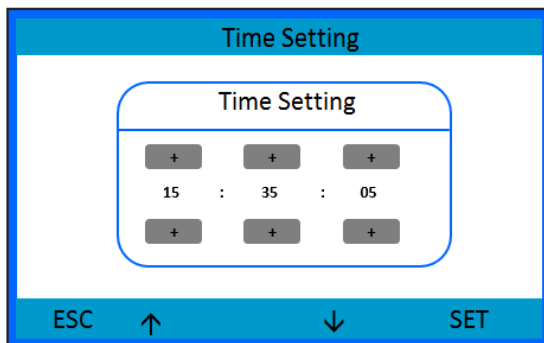 Time Setting
Time Setting
+ + +
15 : 35 : 05
+ + +
ESC ↑ ↓ SET